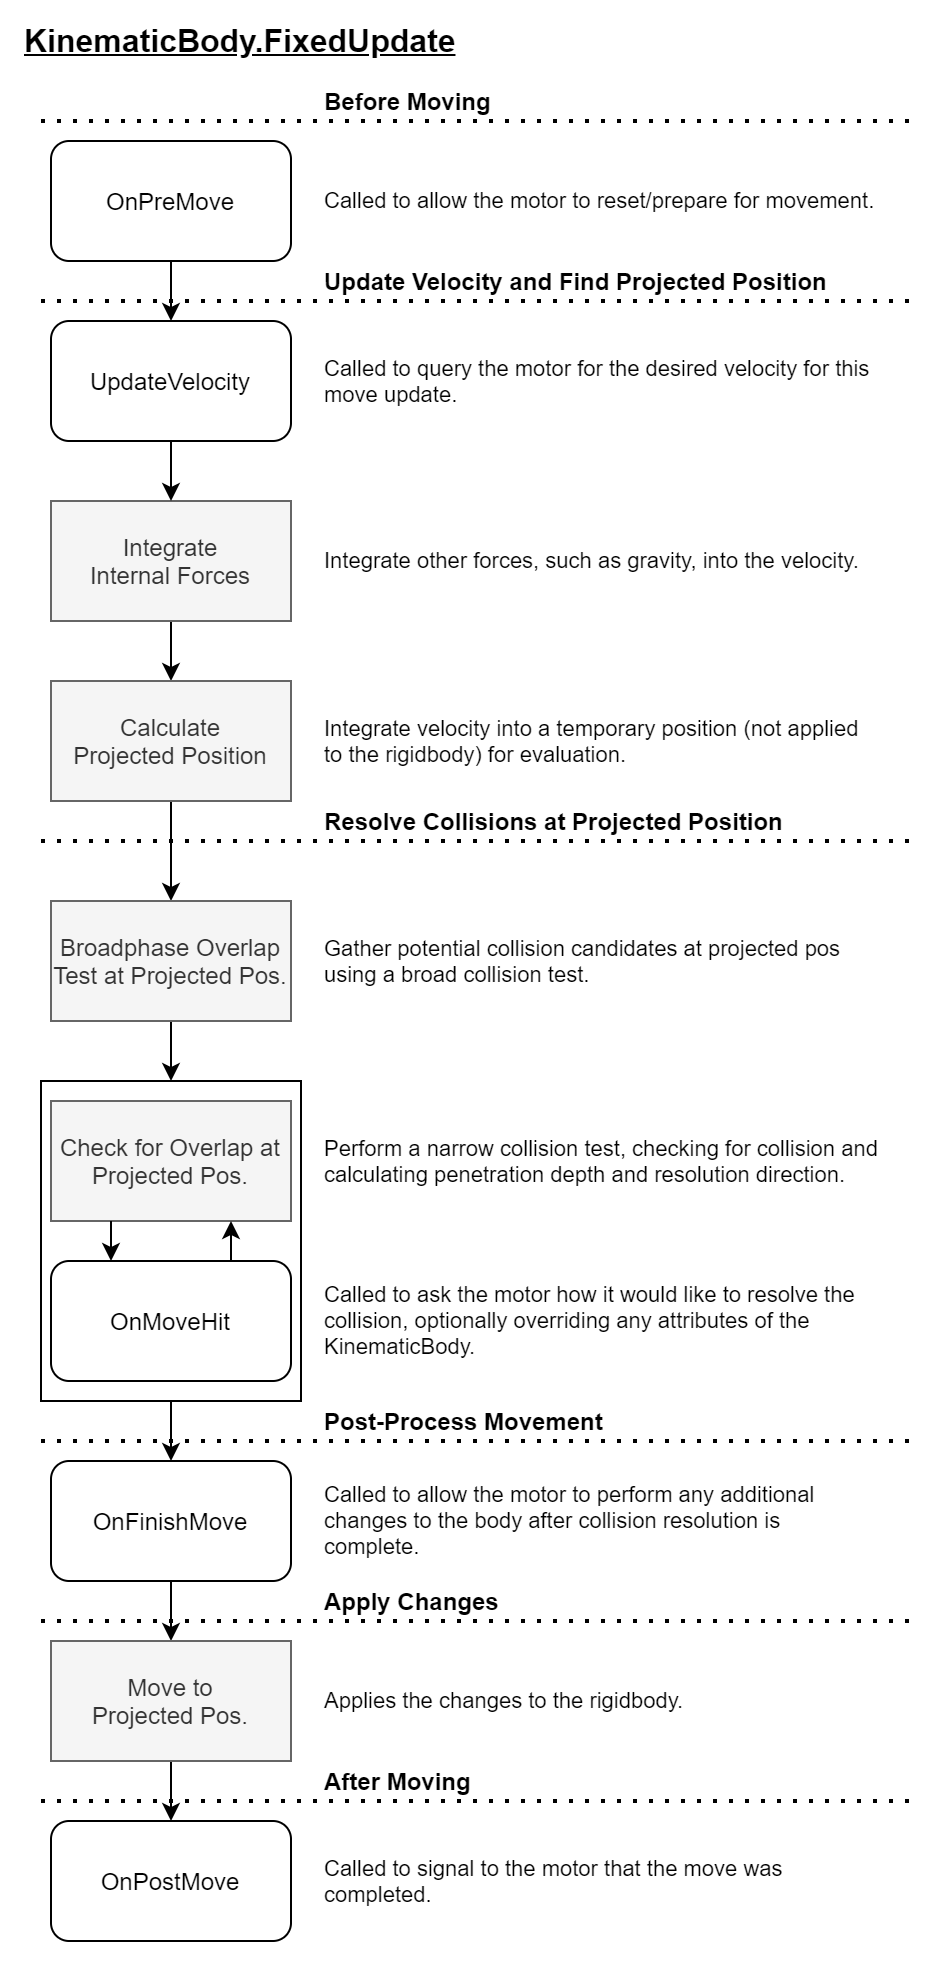 KinematicBody.FixedUpdate
Before Moving
OnPreMove
Called to allow the motor to reset/prepare for movement.
Update Velocity and Find Projected Position
UpdateVelocity
Called to query the motor for the desired velocity for this
move update.
Integrate
Internal Forces
Integrate other forces, such as gravity, into the velocity.
Calculate
Projected Position
Integrate velocity into a temporary position (not applied
to the rigidbody) for evaluation.
Resolve Collisions at Projected Position
Broadphase Overlap
Test at Projected Pos.
Gather potential collision candidates at projected pos
using a broad collision test.
Check for Overlap at
Projected Pos.
Perform a narrow collision test, checking for collision and
calculating penetration depth and resolution direction.
OnMoveHit
Called to ask the motor how it would like to resolve the
collision, optionally overriding any attributes of the
KinematicBody.
Post-Process Movement
OnFinishMove
Called to allow the motor to perform any additional
changes to the body after collision resolution is
complete.
Apply Changes
Move to
Projected Pos.
Applies the changes to the rigidbody.
After Moving
OnPostMove
Called to signal to the motor that the move was
completed.